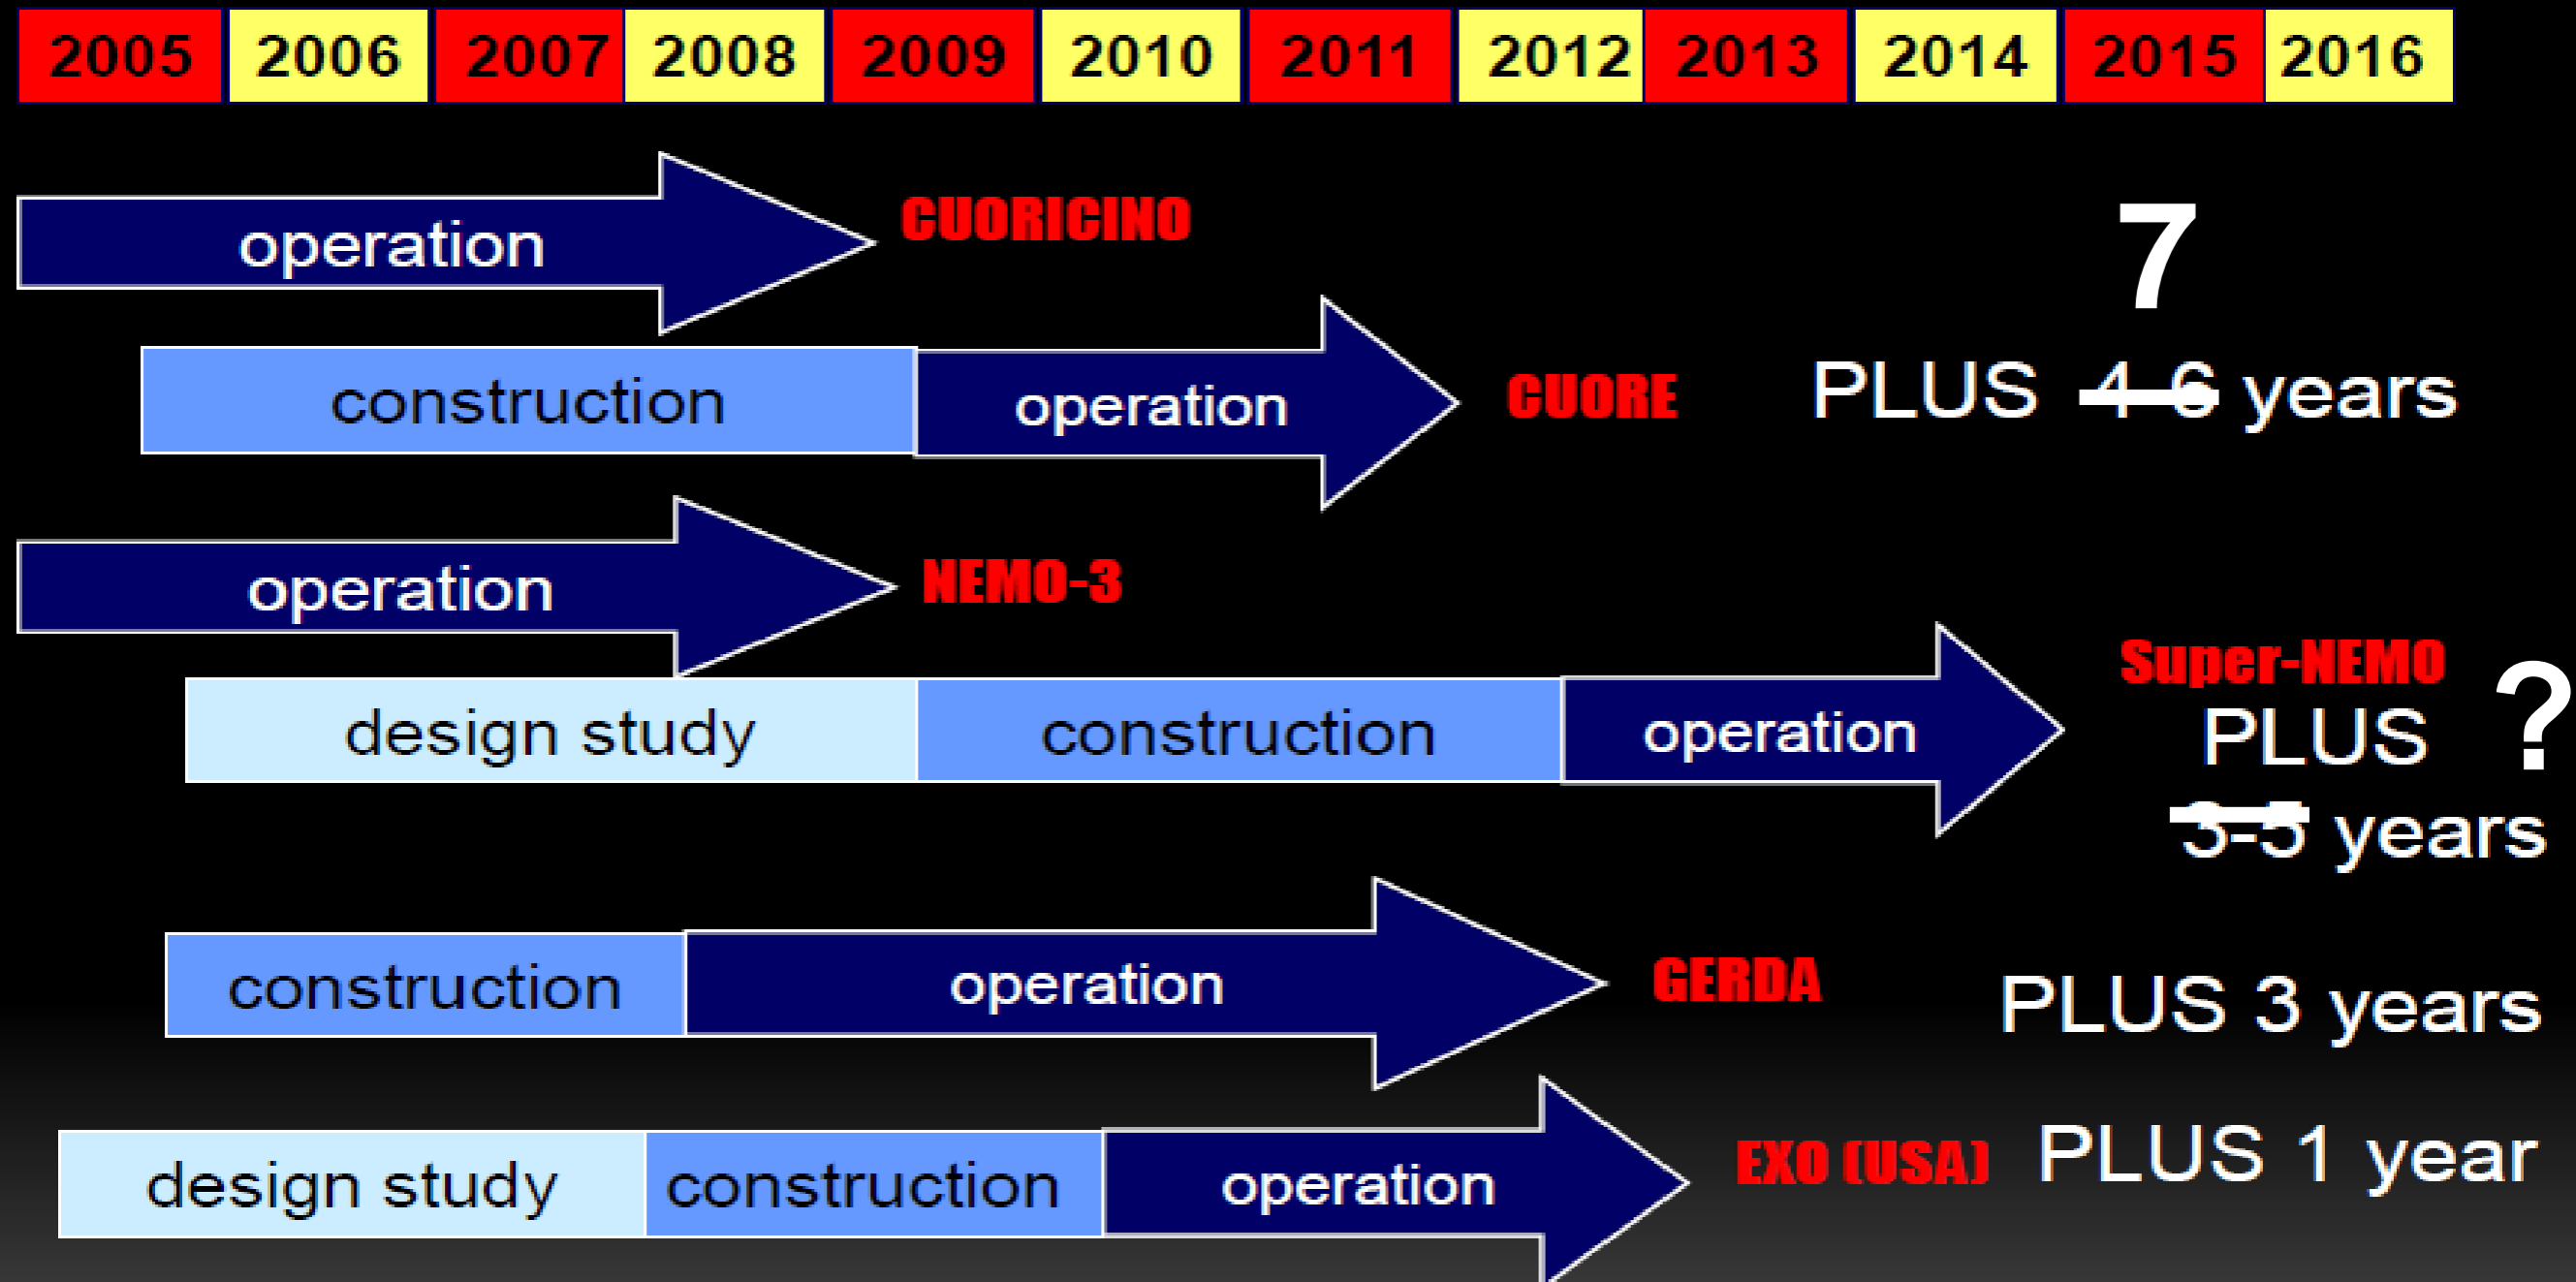 2005 2006 2007 2008 2009 2010 2011 2012 2013 2014 2015 2016
operation CUORICINO
7
construction operation CUORE PLUS 4-6 years
operation NEMO-3
Super-NEMO
design study construction operation PLUS ?
3-5 years
construction operation GERDA PLUS 3 years
design study construction operation EXO (USA) PLUS 1 year